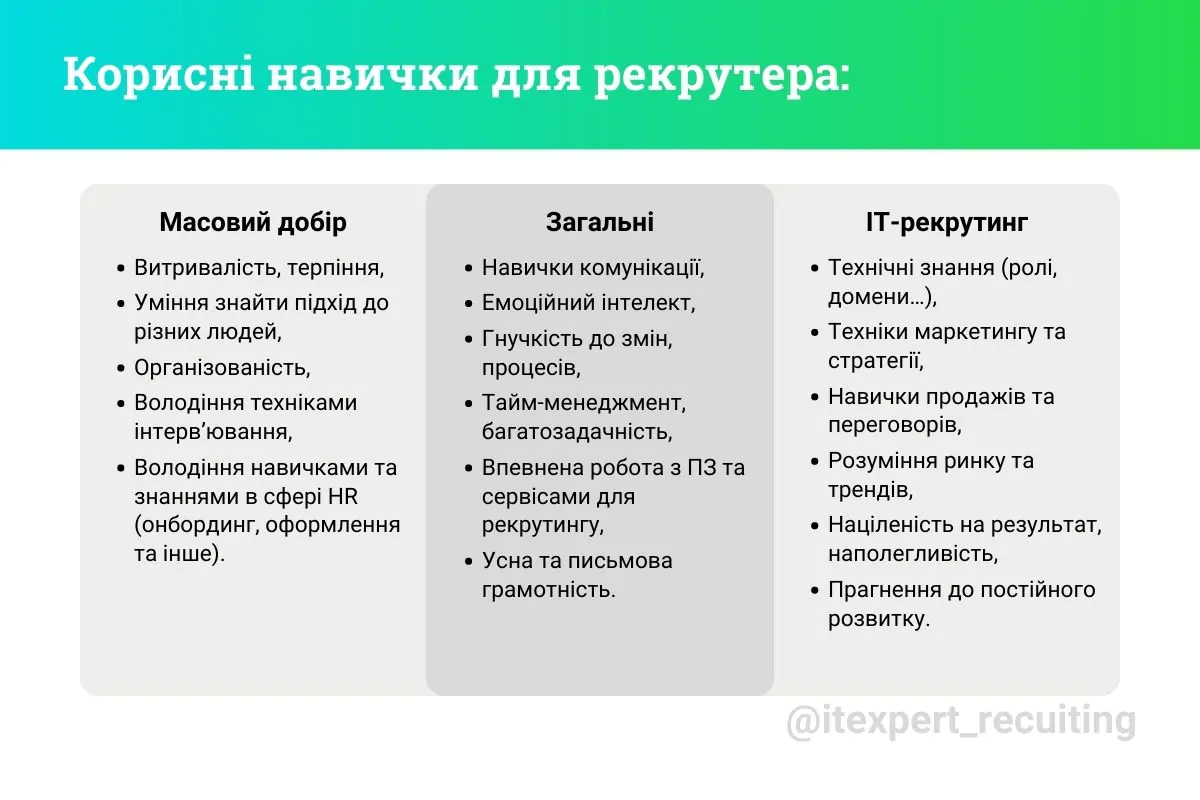 Корисні навички для рекрутера:
Масовий добір
• Витривалість, терпіння,
• Уміння знайти підхід до
різних людей,
• Організованість,
• Володіння техніками
інтерв’ювання,
• Володіння навичками та
знаннями в сфері HR
(онбординг, оформлення
та інше).
Загальні
• Навички комунікації,
• Емоційний інтелект,
• Гнучкість до змін,
процесів,
• Тайм-менеджмент,
багатозадачність,
• Впевнена робота з ПЗ та
сервісами для
рекрутингу,
• Усна та письмова
грамотність.
ІТ-рекрутинг
• Технічні знання (ролі,
домени…),
• Техніки маркетингу та
стратегії,
• Навички продажів та
переговорів,
• Розуміння ринку та
трендів,
• Націленість на результат,
наполегливість,
• Прагнення до постійного
розвитку.
@itexpert_recuiting